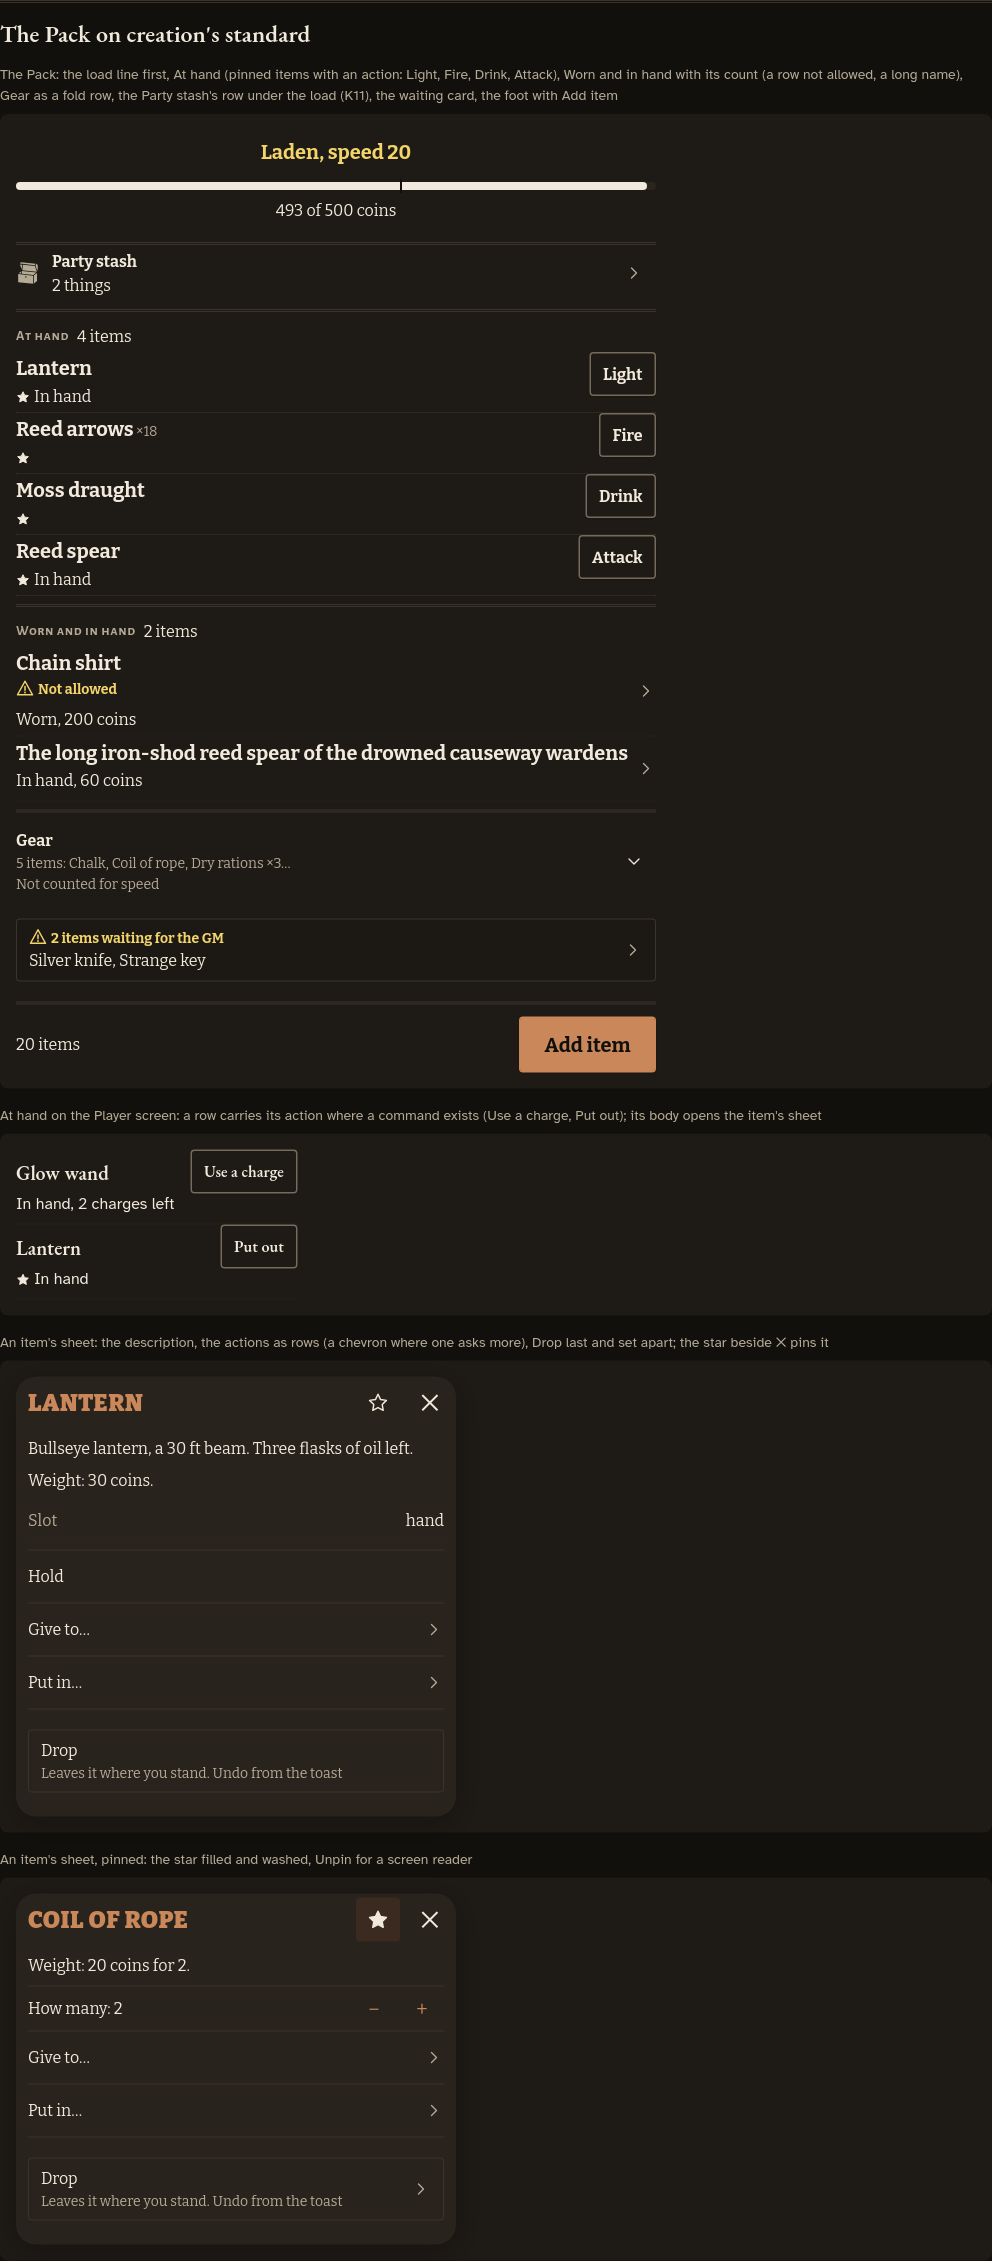 The Pack on creation's standard
The Pack: the load line first, At hand (pinned items with an action: Light, Fire, Drink, Attack), Worn and in hand with its count (a row not allowed, a long name),
Gear as a fold row, the Party stash's row under the load (K11), the waiting card, the foot with Add item
Laden, speed 20
493 of 500 coins
Party stash
2 things
At hand 4 items
Lantern
Light
★ In hand
Reed arrows ×18
Fire
★
Moss draught
Drink
★
Reed spear
Attack
★ In hand
Worn and in hand 2 items
Chain shirt
Not allowed
Worn, 200 coins
The long iron-shod reed spear of the drowned causeway wardens
In hand, 60 coins
Gear
5 items: Chalk, Coil of rope, Dry rations ×3...
Not counted for speed
2 items waiting for the GM
Silver knife, Strange key
20 items
Add item
At hand on the Player screen: a row carries its action where a command exists (Use a charge, Put out); its body opens the item's sheet
Glow wand
Use a charge
In hand, 2 charges left
Lantern
Put out
★ In hand
An item's sheet: the description, the actions as rows (a chevron where one asks more), Drop last and set apart; the star beside ✕ pins it
LANTERN
Bullseye lantern, a 30 ft beam. Three flasks of oil left.
Weight: 30 coins.
Slot hand
Hold
Give to...
Put in...
Drop
Leaves it where you stand. Undo from the toast
An item's sheet, pinned: the star filled and washed, Unpin for a screen reader
COIL OF ROPE
Weight: 20 coins for 2.
How many: 2 − +
Give to...
Put in...
Drop
Leaves it where you stand. Undo from the toast